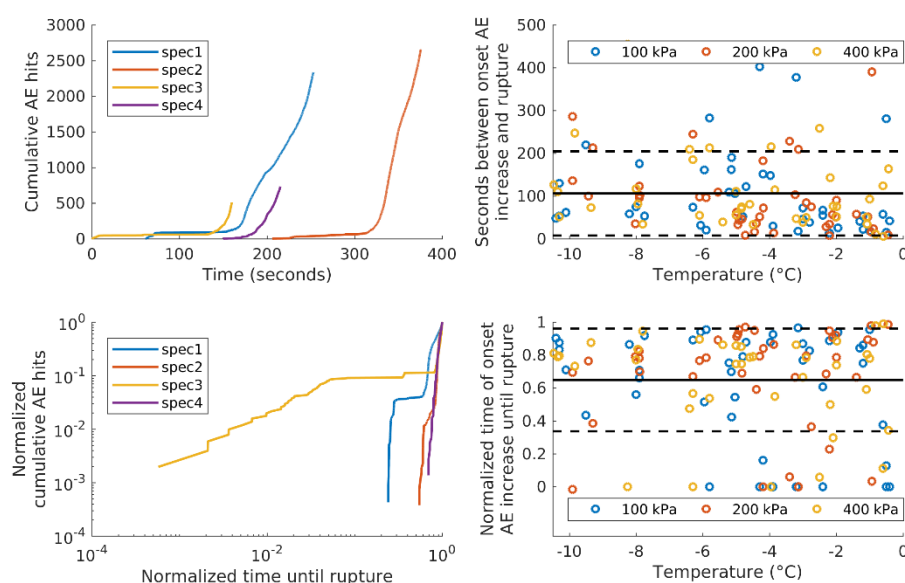 3000
2500
2000
1500
1000
500
0
Cumulative AE hits
spec1
spec2
spec3
spec4
0 100 200 300 400
Time (seconds)
500
400
300
200
100
0
Seconds between onset AE
increase and rupture
100 kPa 200 kPa 400 kPa
-10 -8 -6 -4 -2 0
Temperature (°C)
10^0
10^-1
10^-2
10^-3
10^-4
Normalized
cumulative AE hits
spec1
spec2
spec3
spec4
10^-4 10^-2 10^0
Normalized time until rupture
1
0.8
0.6
0.4
0.2
0
Normalized time of onset
AE increase until rupture
100 kPa 200 kPa 400 kPa
-10 -8 -6 -4 -2 0
Temperature (°C)